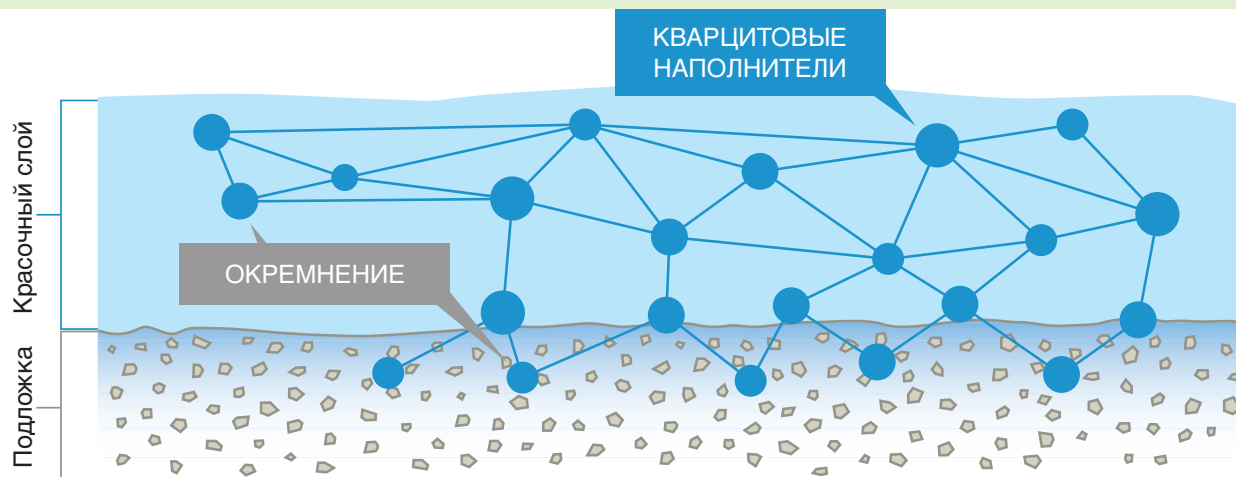 КВАРЦИТОВЫЕ
НАПОЛНИТЕЛИ
Красочный слой
ОКРЕМНЕНИЕ
Подложка